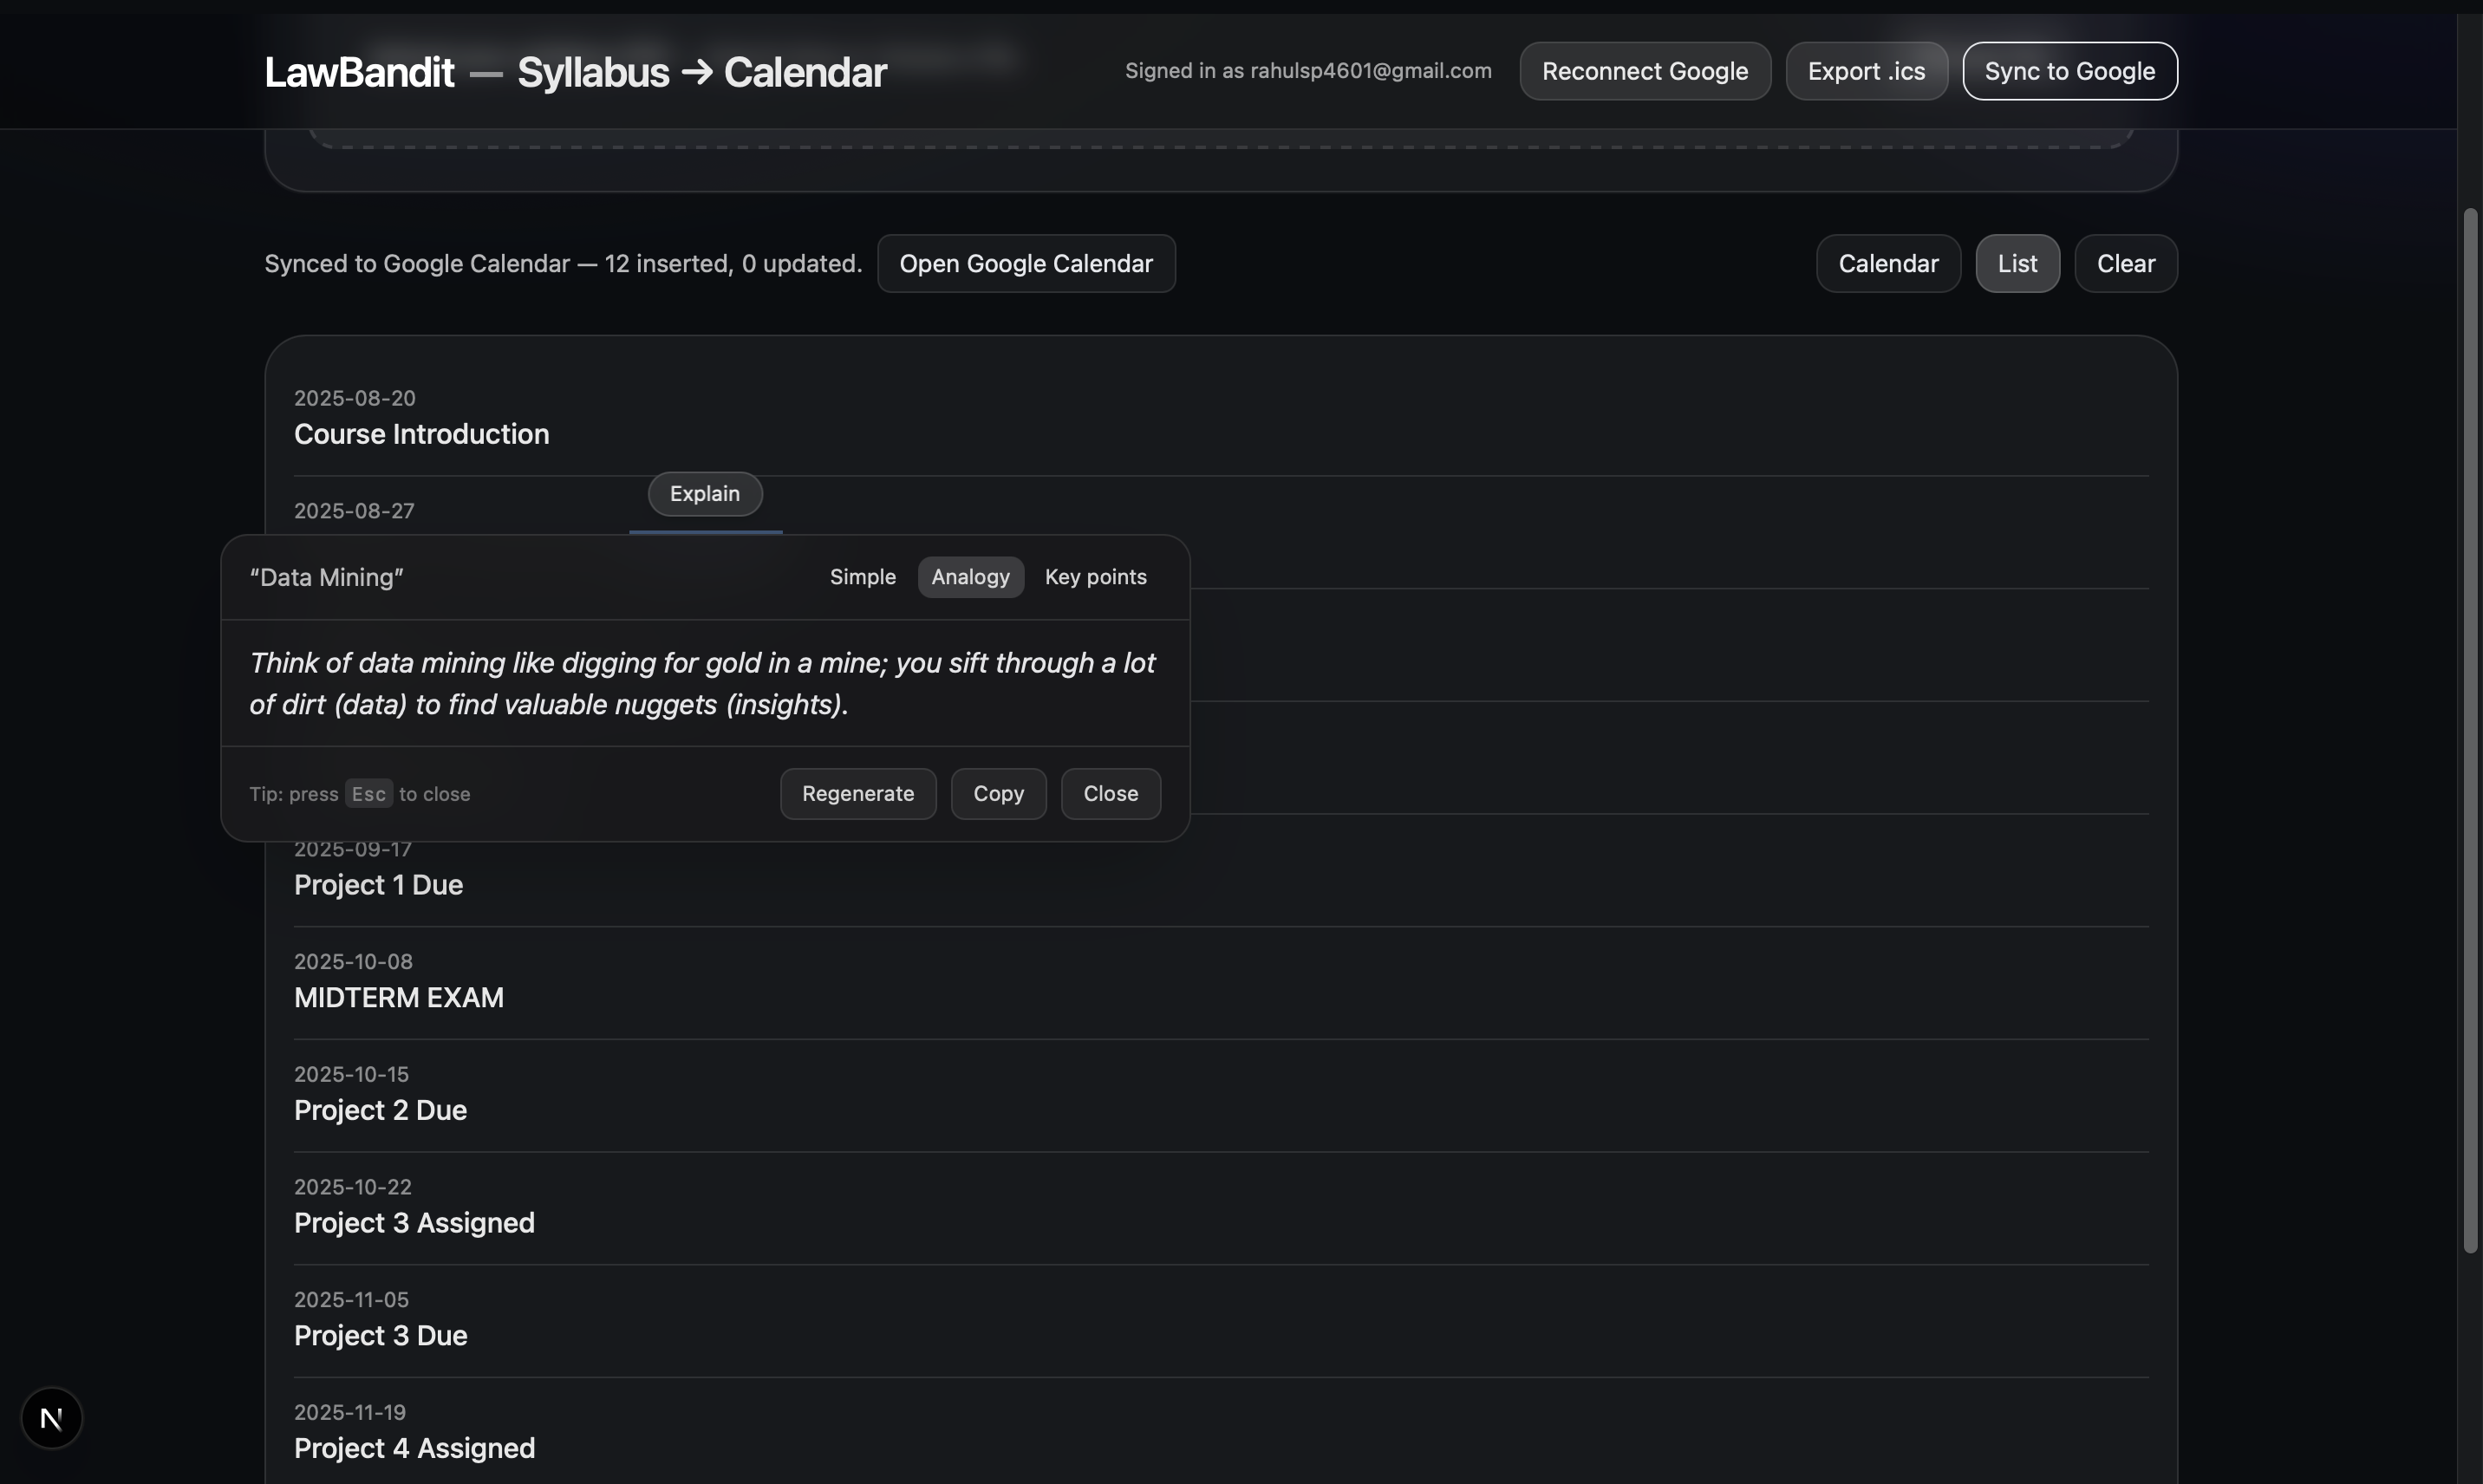 LawBandit — Syllabus → Calendar
Signed in as rahulsp4601@gmail.com
Reconnect Google
Export .ics
Sync to Google
Synced to Google Calendar — 12 inserted, 0 updated.
Open Google Calendar
Calendar
List
Clear
2025-08-20
Course Introduction
Explain
2025-08-27
“Data Mining”
Simple
Analogy
Key points
Think of data mining like digging for gold in a mine; you sift through a lot
of dirt (data) to find valuable nuggets (insights).
Tip: press Esc to close
Regenerate
Copy
Close
2025-09-17
Project 1 Due
2025-10-08
MIDTERM EXAM
2025-10-15
Project 2 Due
2025-10-22
Project 3 Assigned
2025-11-05
Project 3 Due
2025-11-19
Project 4 Assigned
N